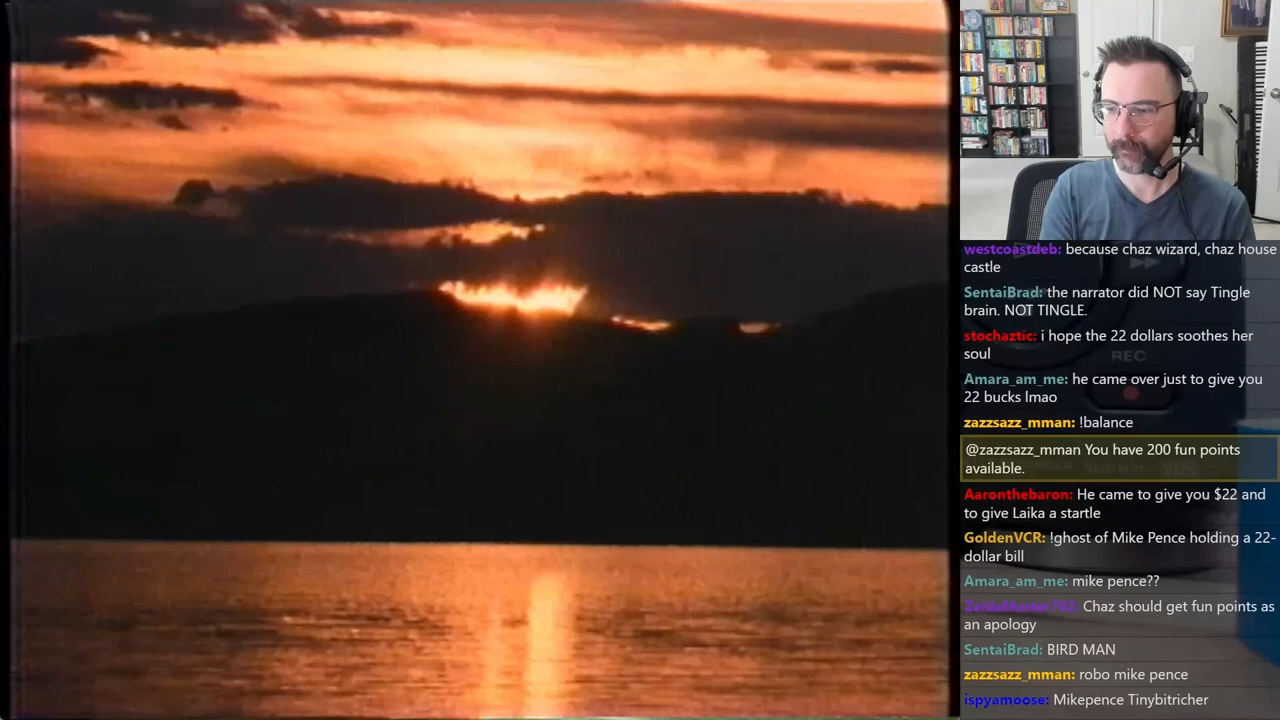 westcoastdeb: because chaz wizard, chaz house
castle
SentaiBrad: the narrator did NOT say Tingle
brain. NOT TINGLE.
stochaztic: i hope the 22 dollars soothes her
soul
REC
Amara_am_me: he came over just to give you
22 bucks lmao
zazzsazz_mman: !balance
@zazzsazz_mman You have 200 fun points
available.
Aaronthebaron: He came to give you $22 and
to give Laika a startle
GoldenVCR: !ghost of Mike Pence holding a 22-
dollar bill
Amara_am_me: mike pence??
ZeldaMaster702: Chaz should get fun points as
an apology
SentaiBrad: BIRD MAN
zazzsazz_mman: robo mike pence
ispyamoose: Mikepence Tinybitricher